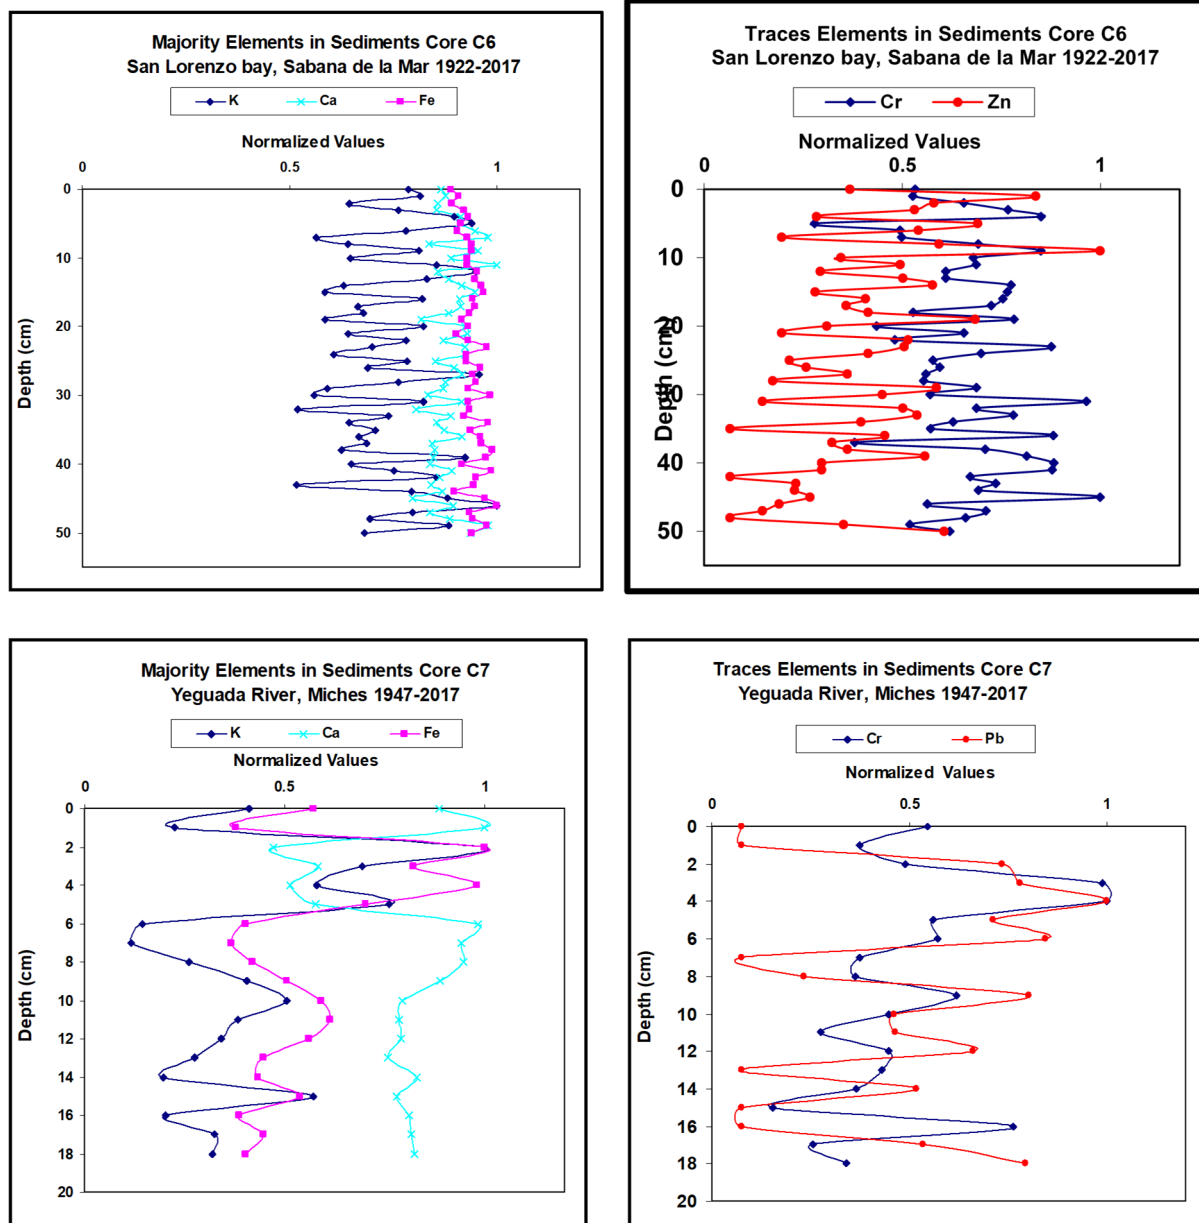 Majority Elements in Sediments Core C6
San Lorenzo bay, Sabana de la Mar 1922-2017
K Ca Fe
Normalized Values
0 0.5 1
0
10
20
30
40
50
Depth (cm)
Traces Elements in Sediments Core C6
San Lorenzo bay, Sabana de la Mar 1922-2017
Cr Zn
Normalized Values
0 0.5 1
0
10
20
30
40
50
Depth (cm)
Majority Elements in Sediments Core C7
Yeguada River, Miches 1947-2017
K Ca Fe
Normalized Values
0 0.5 1
0
2
4
6
8
10
12
14
16
18
20
Depth (cm)
Traces Elements in Sediments Core C7
Yeguada River, Miches 1947-2017
Cr Pb
Normalized Values
0 0.5 1
0
2
4
6
8
10
12
14
16
18
20
Depth (cm)